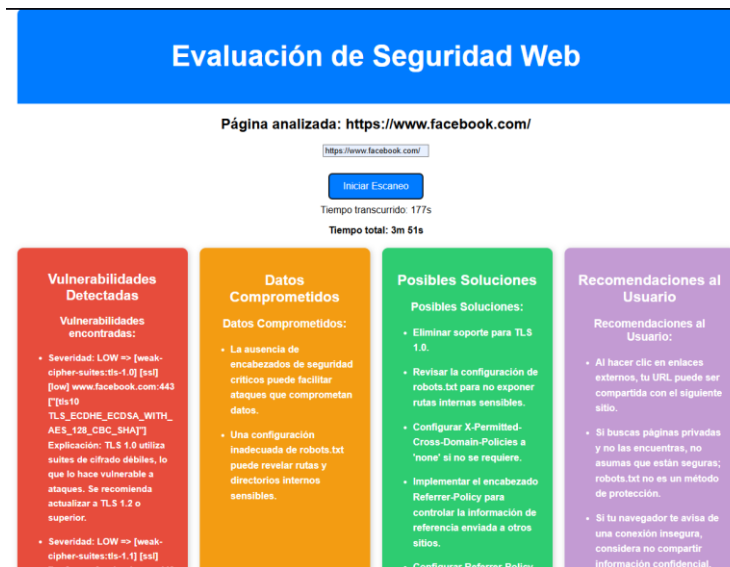 Evaluación de Seguridad Web
Página analizada: https://www.facebook.com/
https://www.facebook.com/
Iniciar Escaneo
Tiempo transcurrido: 177s
Tiempo total: 3m 51s
Vulnerabilidades
Detectadas
Vulnerabilidades
encontradas:
• Severidad: LOW => [weak-
cipher-suites:tls-1.0] [ssl]
[low] www.facebook.com:443
["[tls10
TLS_ECDHE_ECDSA_WITH_
AES_128_CBC_SHA]"]
Explicación: TLS 1.0 utiliza
suites de cifrado débiles, lo
que lo hace vulnerable a
ataques. Se recomienda
actualizar a TLS 1.2 o
superior.
• Severidad: LOW => [weak-
cipher-suites:tls-1.1] [ssl]
Datos
Comprometidos
Datos Comprometidos:
• La ausencia de
encabezados de seguridad
críticos puede facilitar
ataques que comprometan
datos.
• Una configuración
inadecuada de robots.txt
puede revelar rutas y
directorios internos
sensibles.
Posibles Soluciones
Posibles Soluciones:
• Eliminar soporte para TLS
1.0.
• Revisar la configuración de
robots.txt para no exponer
rutas internas sensibles.
• Configurar X-Permitted-
Cross-Domain-Policies a
'none' si no se requiere.
• Implementar el encabezado
Referrer-Policy para
controlar la información de
referencia enviada a otros
sitios.
• Configurar Referrer-Policy
Recomendaciones al
Usuario
Recomendaciones al
Usuario:
• Al hacer clic en enlaces
externos, tu URL puede ser
compartida con el siguiente
sitio.
• Si buscas páginas privadas
y no las encuentras, no
asumas que están seguras;
robots.txt no es un método
de protección.
• Si tu navegador te avisa de
una conexión insegura,
considera no compartir
información confidencial.